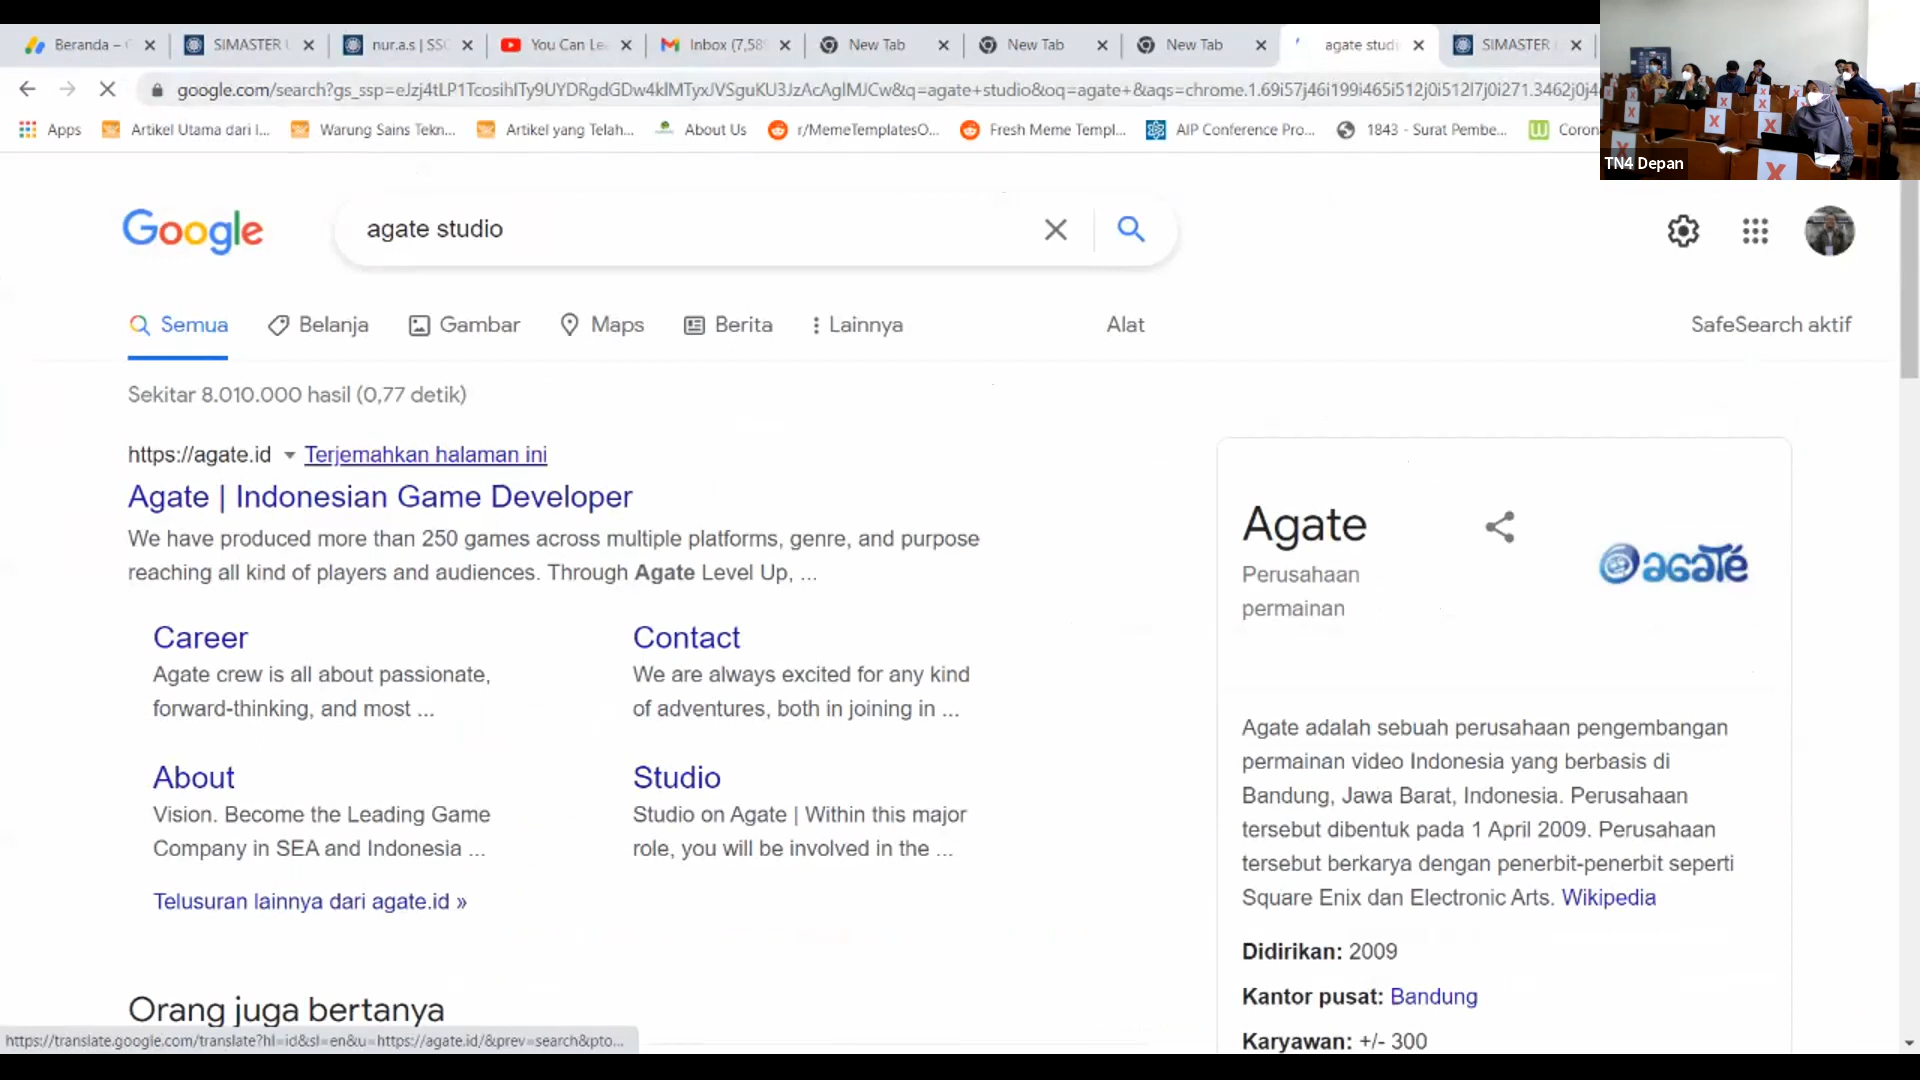 Beranda –
SIMASTER
nur.a.s | SSO
You Can Le
Inbox (7,58
New Tab
New Tab
New Tab
agate studi
SIMASTER
google.com/search?gs_ssp=
&q=agate+studio&oq=agate+&aqs=chrome.1.69i57j46i199i465i512j0i512l7j0i271.3462j0j4
Apps
Artikel Utama dari I...
Warung Sains Tekn...
Artikel yang Telah...
About Us
r/MemeTemplatesO...
Fresh Meme Templ...
AIP Conference Pro...
1843 - Surat Pembe...
Coron
TN4 Depan
X
X
X
X
X
X
Google
agate studio
Semua
Belanja
Gambar
Maps
Berita
Lainnya
Alat
SafeSearch aktif
Sekitar 8.010.000 hasil (0,77 detik)
https://agate.id
Terjemahkan halaman ini
Agate | Indonesian Game Developer
We have produced more than 250 games across multiple platforms, genre, and purpose
reaching all kind of players and audiences. Through Agate Level Up, ...
Career
Agate crew is all about passionate,
forward-thinking, and most ...
Contact
We are always excited for any kind
of adventures, both in joining in ...
About
Vision. Become the Leading Game
Company in SEA and Indonesia ...
Studio
Studio on Agate | Within this major
role, you will be involved in the ...
Telusuran lainnya dari agate.id »
Orang juga bertanya
https://translate.google.com/translate?hl=id&sl=en&u=https://agate.id/&prev=search&pto...
Agate
Perusahaan
permainan
agate
Agate adalah sebuah perusahaan pengembangan
permainan video Indonesia yang berbasis di
Bandung, Jawa Barat, Indonesia. Perusahaan
tersebut dibentuk pada 1 April 2009. Perusahaan
tersebut berkarya dengan penerbit-penerbit seperti
Square Enix dan Electronic Arts. Wikipedia
Didirikan: 2009
Kantor pusat: Bandung
Karyawan: +/- 300